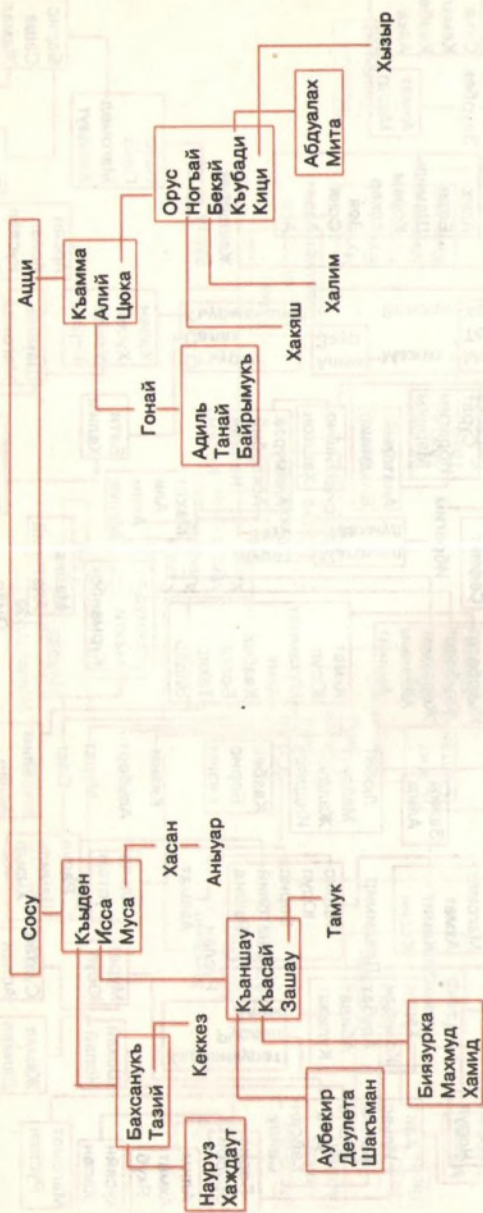 Сосу
Ацци
Къыден
Исса
Муса
Къамма
Алий
Цюка
Бахсанукъ
Тазий
Хасан
Аныуар
Гонай
Орус
Ногъай
Бекяй
Къубади
Кици
Науруз
Хаждаут
Кеккез
Къаншау
Къасай
Зашау
Адиль
Танай
Байрымукъ
Хакяш
Халим
Абдуалах
Мита
Хызыр
Аубекир
Деулета
Шакъман
Тамук
Биязурка
Махмуд
Хамид